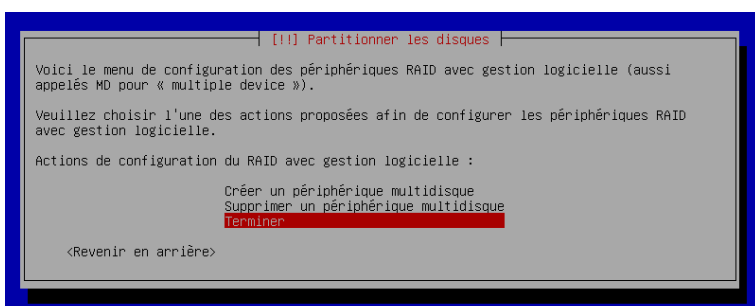 [!!] Partitionner les disques
Voici le menu de configuration des périphériques RAID avec gestion logicielle (aussi
appelés MD pour « multiple device »).
Veuillez choisir l'une des actions proposées afin de configurer les périphériques RAID
avec gestion logicielle.
Actions de configuration du RAID avec gestion logicielle :
Créer un périphérique multidisque
Supprimer un périphérique multidisque
Terminer
<Revenir en arrière>